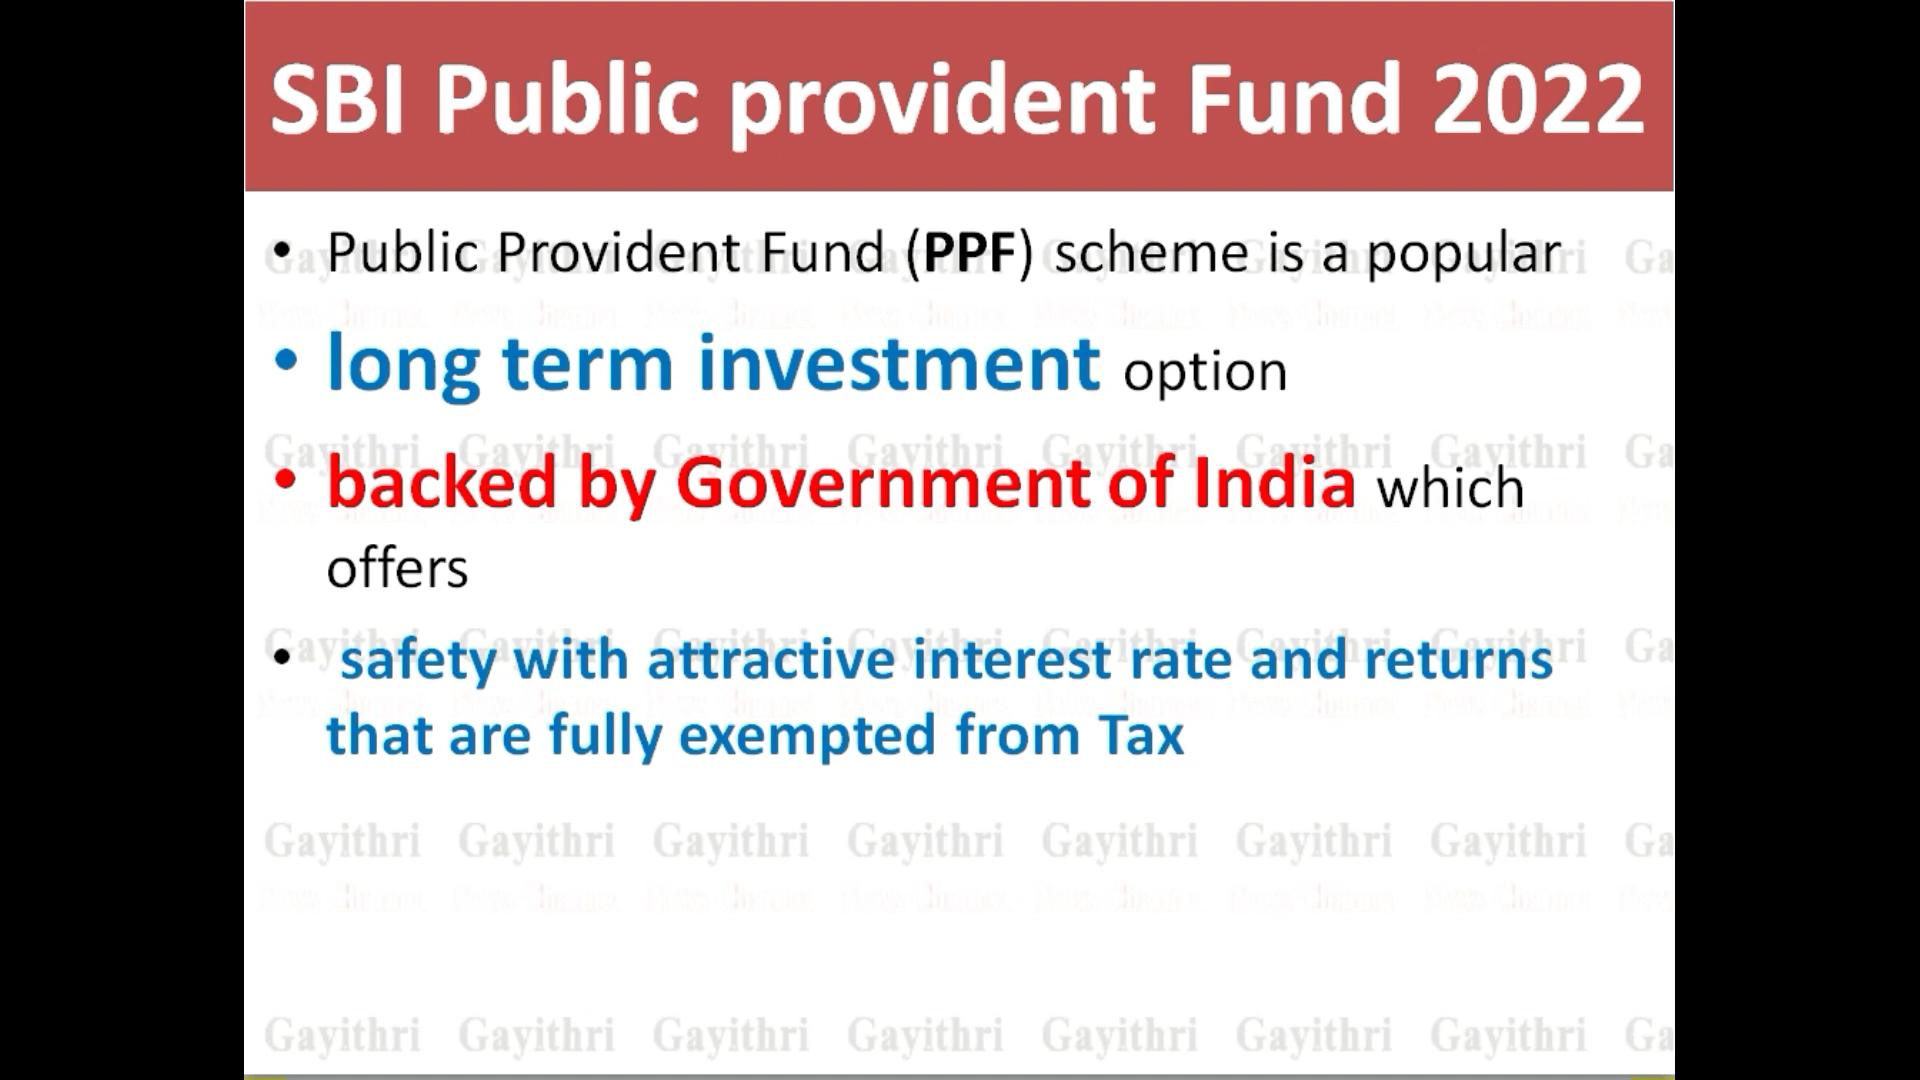 SBI Public provident Fund 2022
• Public Provident Fund (PPF) scheme is a popular
• long term investment option
• backed by Government of India which
offers
• safety with attractive interest rate and returns
that are fully exempted from Tax
Gayithri Gayithri Gayithri Gayithri Gayithri Gayithri Gayithri Ga
Gayithri Gayithri Gayithri Gayithri Gayithri Gayithri Gayithri Ga